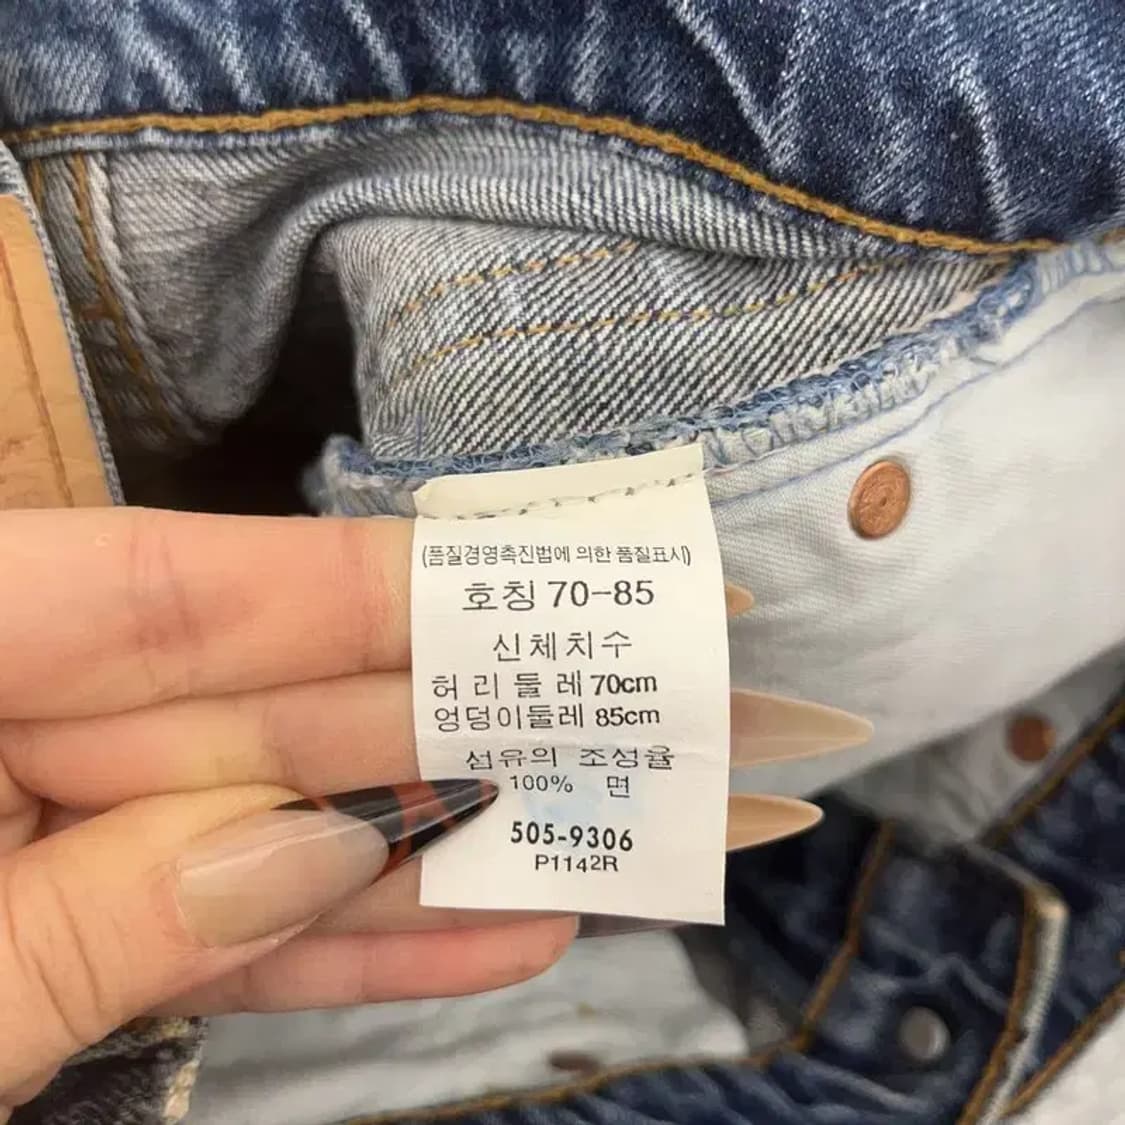 (품질경영촉진법에 의한 품질표시)
호칭 70-85
신체치수
허리둘레 70cm
엉덩이둘레 85cm
섬유의 조성율
100% 면
505-9306
P1142R